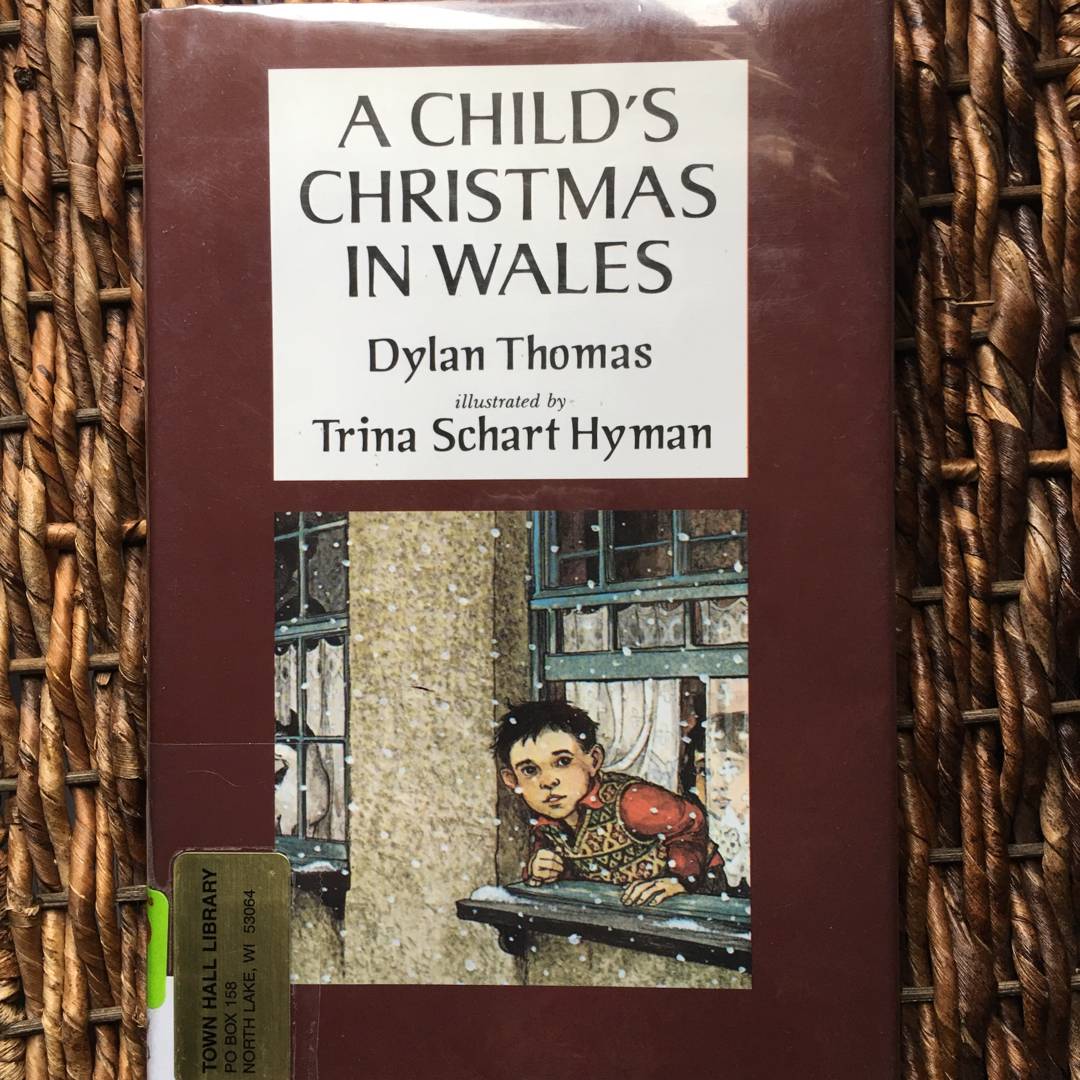 A CHILD'S
CHRISTMAS
IN WALES
Dylan Thomas
illustrated by
Trina Schart Hyman
TOWN HALL LIBRARY
PO BOX 158
NORTH LAKE, WI 53064